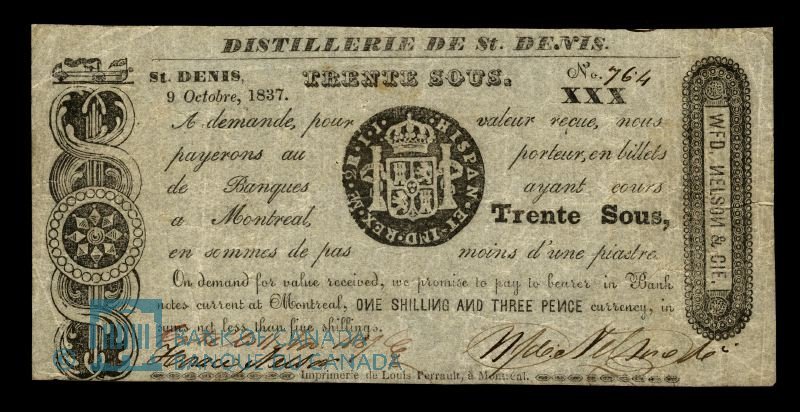 DISTILLERIE DE St. DENIS.
St. DENIS, TRENTE SOUS. No. 764
9 Octobre, 1837. XXX
A demande, pour valeur reçue, nous
payerons au porteur, en billets
de Banques ayant cours
a Montreal, Trente Sous,
en sommes de pas moins d'une piastre.
HISPAN.ET IND.REX.M.2R.J.J.
On demand for value received, we promise to pay to bearer in Bank
notes current at Montreal, ONE SHILLING AND THREE PENCE currency, in
sums not less than five shillings.
Imprimerie de Louis Perrault, à Montréal.
WFD. NELSON & CIE.
© BANK OF CANADA
BANQUE DU CANADA